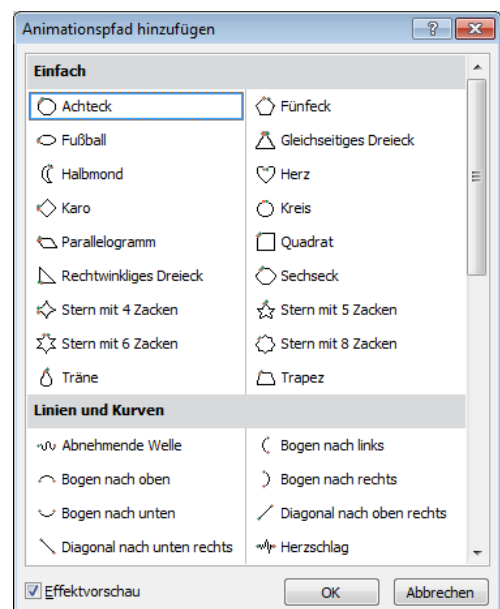 Animationspfad hinzufügen
Einfach
Achteck Fünfeck
Fußball Gleichseitiges Dreieck
Halbmond Herz
Karo Kreis
Parallelogramm Quadrat
Rechtwinkliges Dreieck Sechseck
Stern mit 4 Zacken Stern mit 5 Zacken
Stern mit 6 Zacken Stern mit 8 Zacken
Träne Trapez
Linien und Kurven
Abnehmende Welle Bogen nach links
Bogen nach oben Bogen nach rechts
Bogen nach unten Diagonal nach oben rechts
Diagonal nach unten rechts Herzschlag
Effektvorschau OK Abbrechen